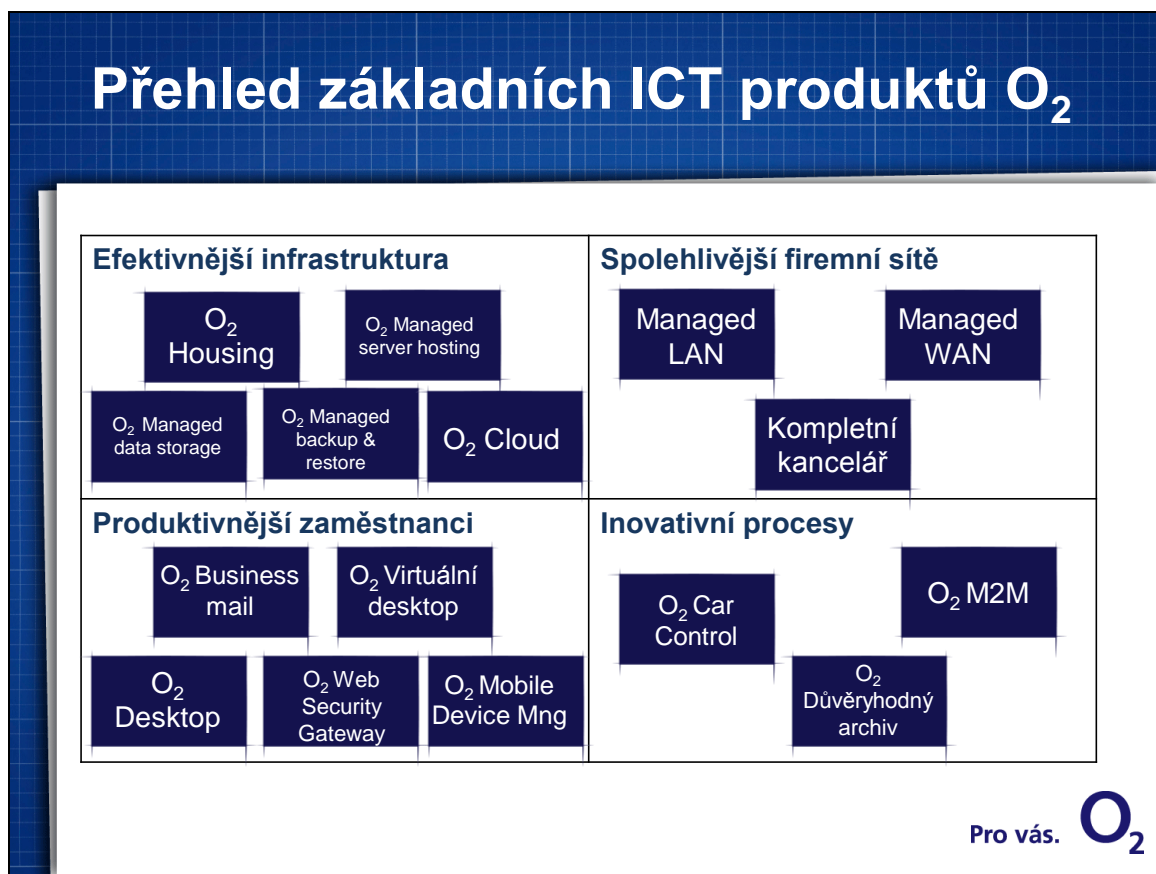 Přehled základních ICT produktů O₂
Efektivnější infrastruktura
O₂
Housing
O₂ Managed
server hosting
O₂ Managed
data storage
O₂ Managed
backup &
restore
O₂ Cloud
Spolehlivější firemní sítě
Managed
LAN
Managed
WAN
Kompletní
kancelář
Produktivnější zaměstnanci
O₂ Business
mail
O₂ Virtuální
desktop
O₂
Desktop
O₂ Web
Security
Gateway
O₂ Mobile
Device Mng
Inovativní procesy
O₂ Car
Control
O₂ M2M
O₂
Důvěryhodný
archiv
Pro vás. O₂